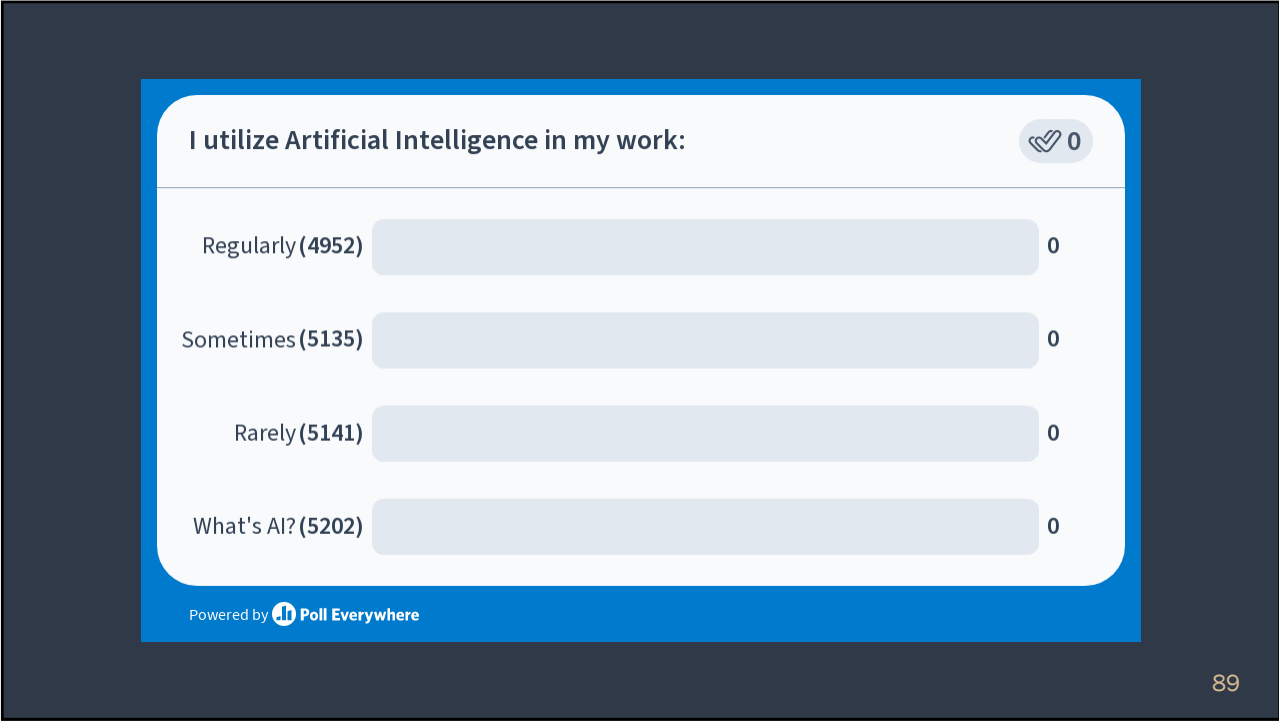 I utilize Artificial Intelligence in my work:
0
Regularly (4952) 0
Sometimes (5135) 0
Rarely (5141) 0
What's AI? (5202) 0
Powered by Poll Everywhere
89